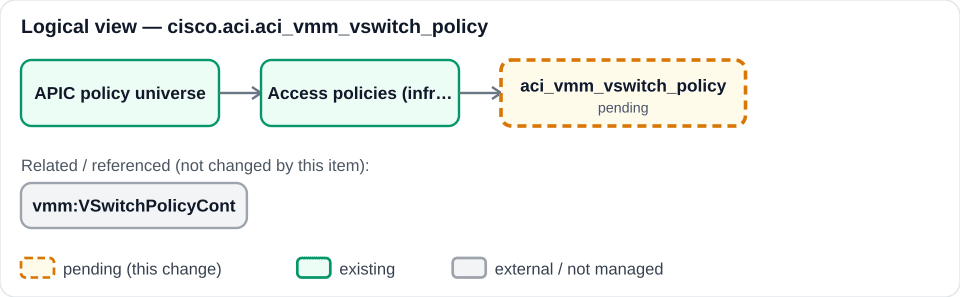 Logical view — cisco.aci.aci_vmm_vswitch_policy
APIC policy universe
Access policies (infr…
aci_vmm_vswitch_policy
pending
Related / referenced (not changed by this item):
vmm:VSwitchPolicyCont
pending (this change)
existing
external / not managed